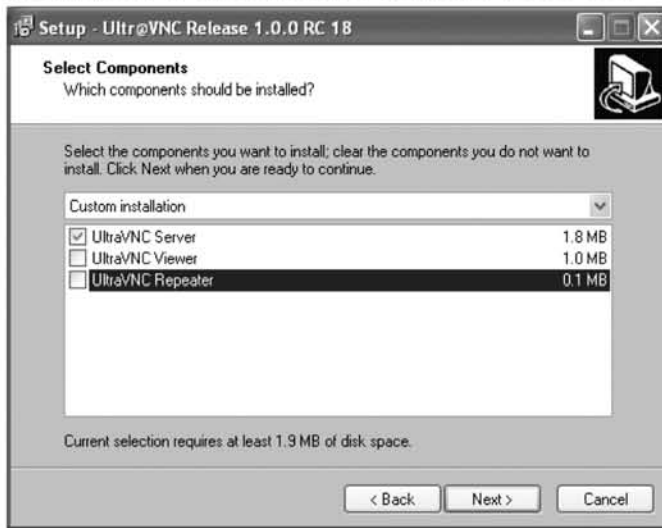 Setup - Ultr@VNC Release 1.0.0 RC 18
Select Components
Which components should be installed?
Select the components you want to install; clear the components you do not want to
install. Click Next when you are ready to continue.
Custom installation
UltraVNC Server 1.8 MB
UltraVNC Viewer 1.0 MB
UltraVNC Repeater 0.1 MB
Current selection requires at least 1.9 MB of disk space.
< Back Next > Cancel